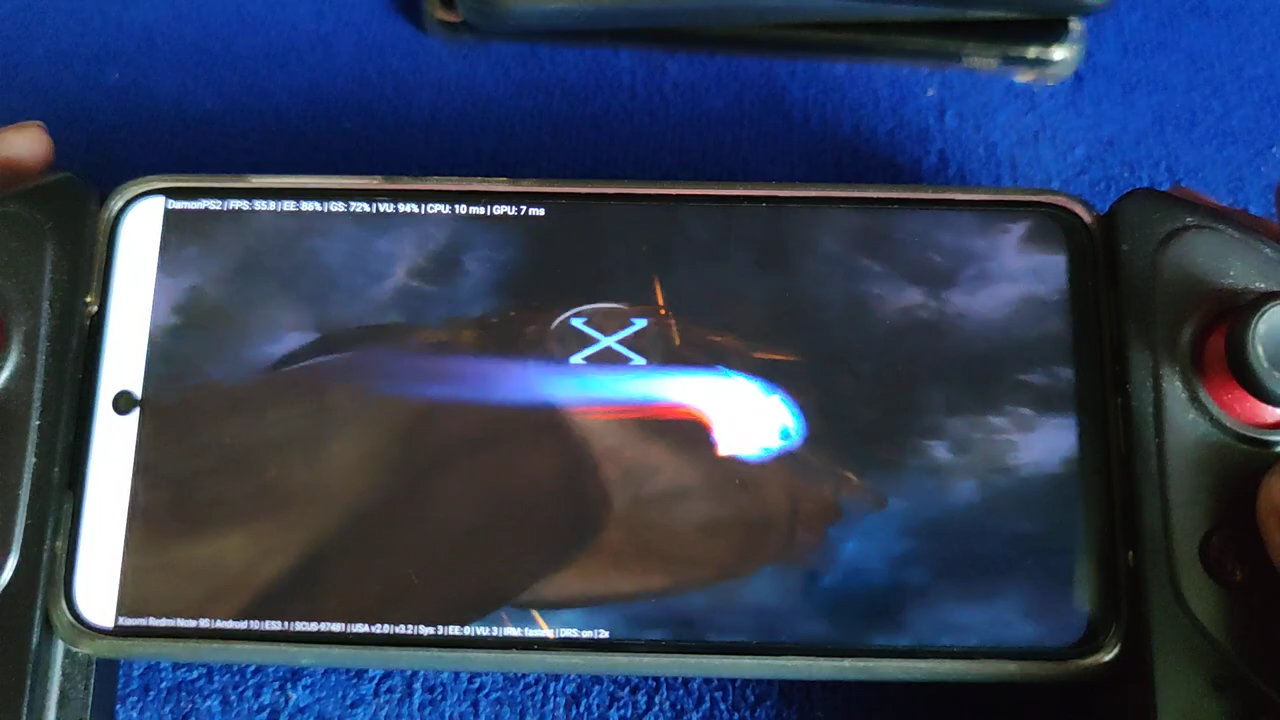 DamonPS2 | FPS: 55.8 | EE: 86% | GS: 72% | VU: 94% | CPU: 10 ms | GPU: 7 ms
X
Xiaomi Redmi Note 9S | Android 10 | ES3.1 | SCUS-97481 | USA v2.0 | v3.2 | Sys: 3 | EE: 0 | VU: 3 | IRM: fastest | DRS: on | 2x